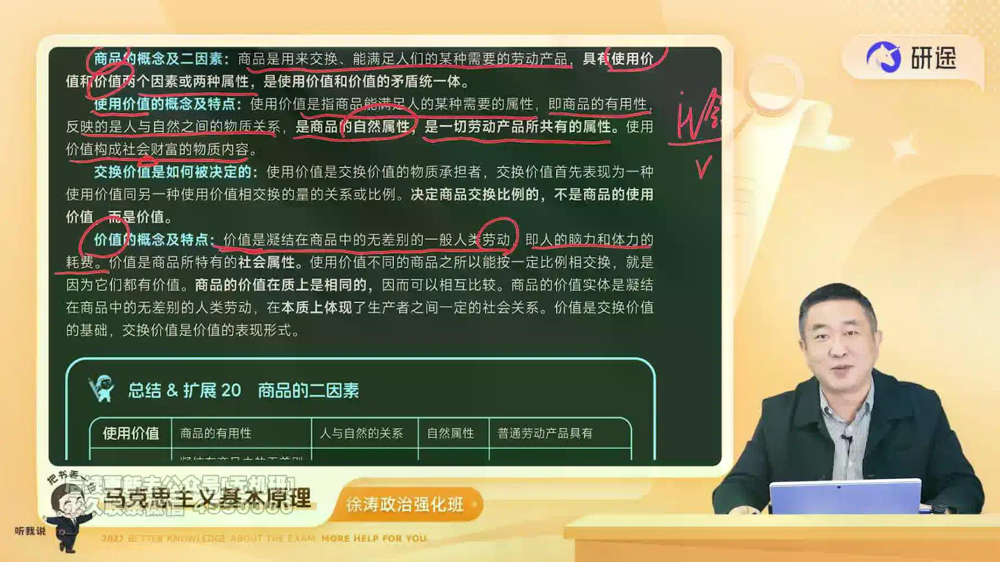 商品的概念及二因素：商品是用来交换、能满足人们的某种需要的劳动产品，具有使用价
值和价值两个因素或两种属性，是使用价值和价值的矛盾统一体。
使用价值的概念及特点：使用价值是指商品能满足人的某种需要的属性，即商品的有用性，
反映的是人与自然之间的物质关系，是商品的自然属性，是一切劳动产品所共有的属性。使用
价值构成社会财富的物质内容。
交换价值是如何被决定的：使用价值是交换价值的物质承担者，交换价值首先表现为一种
使用价值同另一种使用价值相交换的量的关系或比例。决定商品交换比例的，不是商品的使用
价值，而是价值。
价值的概念及特点：价值是凝结在商品中的无差别的一般人类劳动，即人的脑力和体力的
耗费。价值是商品所特有的社会属性。使用价值不同的商品之所以能按一定比例相交换，就是
因为它们都有价值。商品的价值在质上是相同的，因而可以相互比较。商品的价值实体是凝结
在商品中的无差别的人类劳动，在本质上体现了生产者之间一定的社会关系。价值是交换价值
的基础，交换价值是价值的表现形式。
总结 & 扩展 20 商品的二因素
使用价值 商品的有用性 人与自然的关系 自然属性 普通劳动产品具有
凝结在商品中的无差别
研途
V
把书丢一边
听我说
马克思主义基本原理
徐涛政治强化班
2027 BETTER KNOWLEDGE ABOUT THE EXAM. MORE HELP FOR YOU.